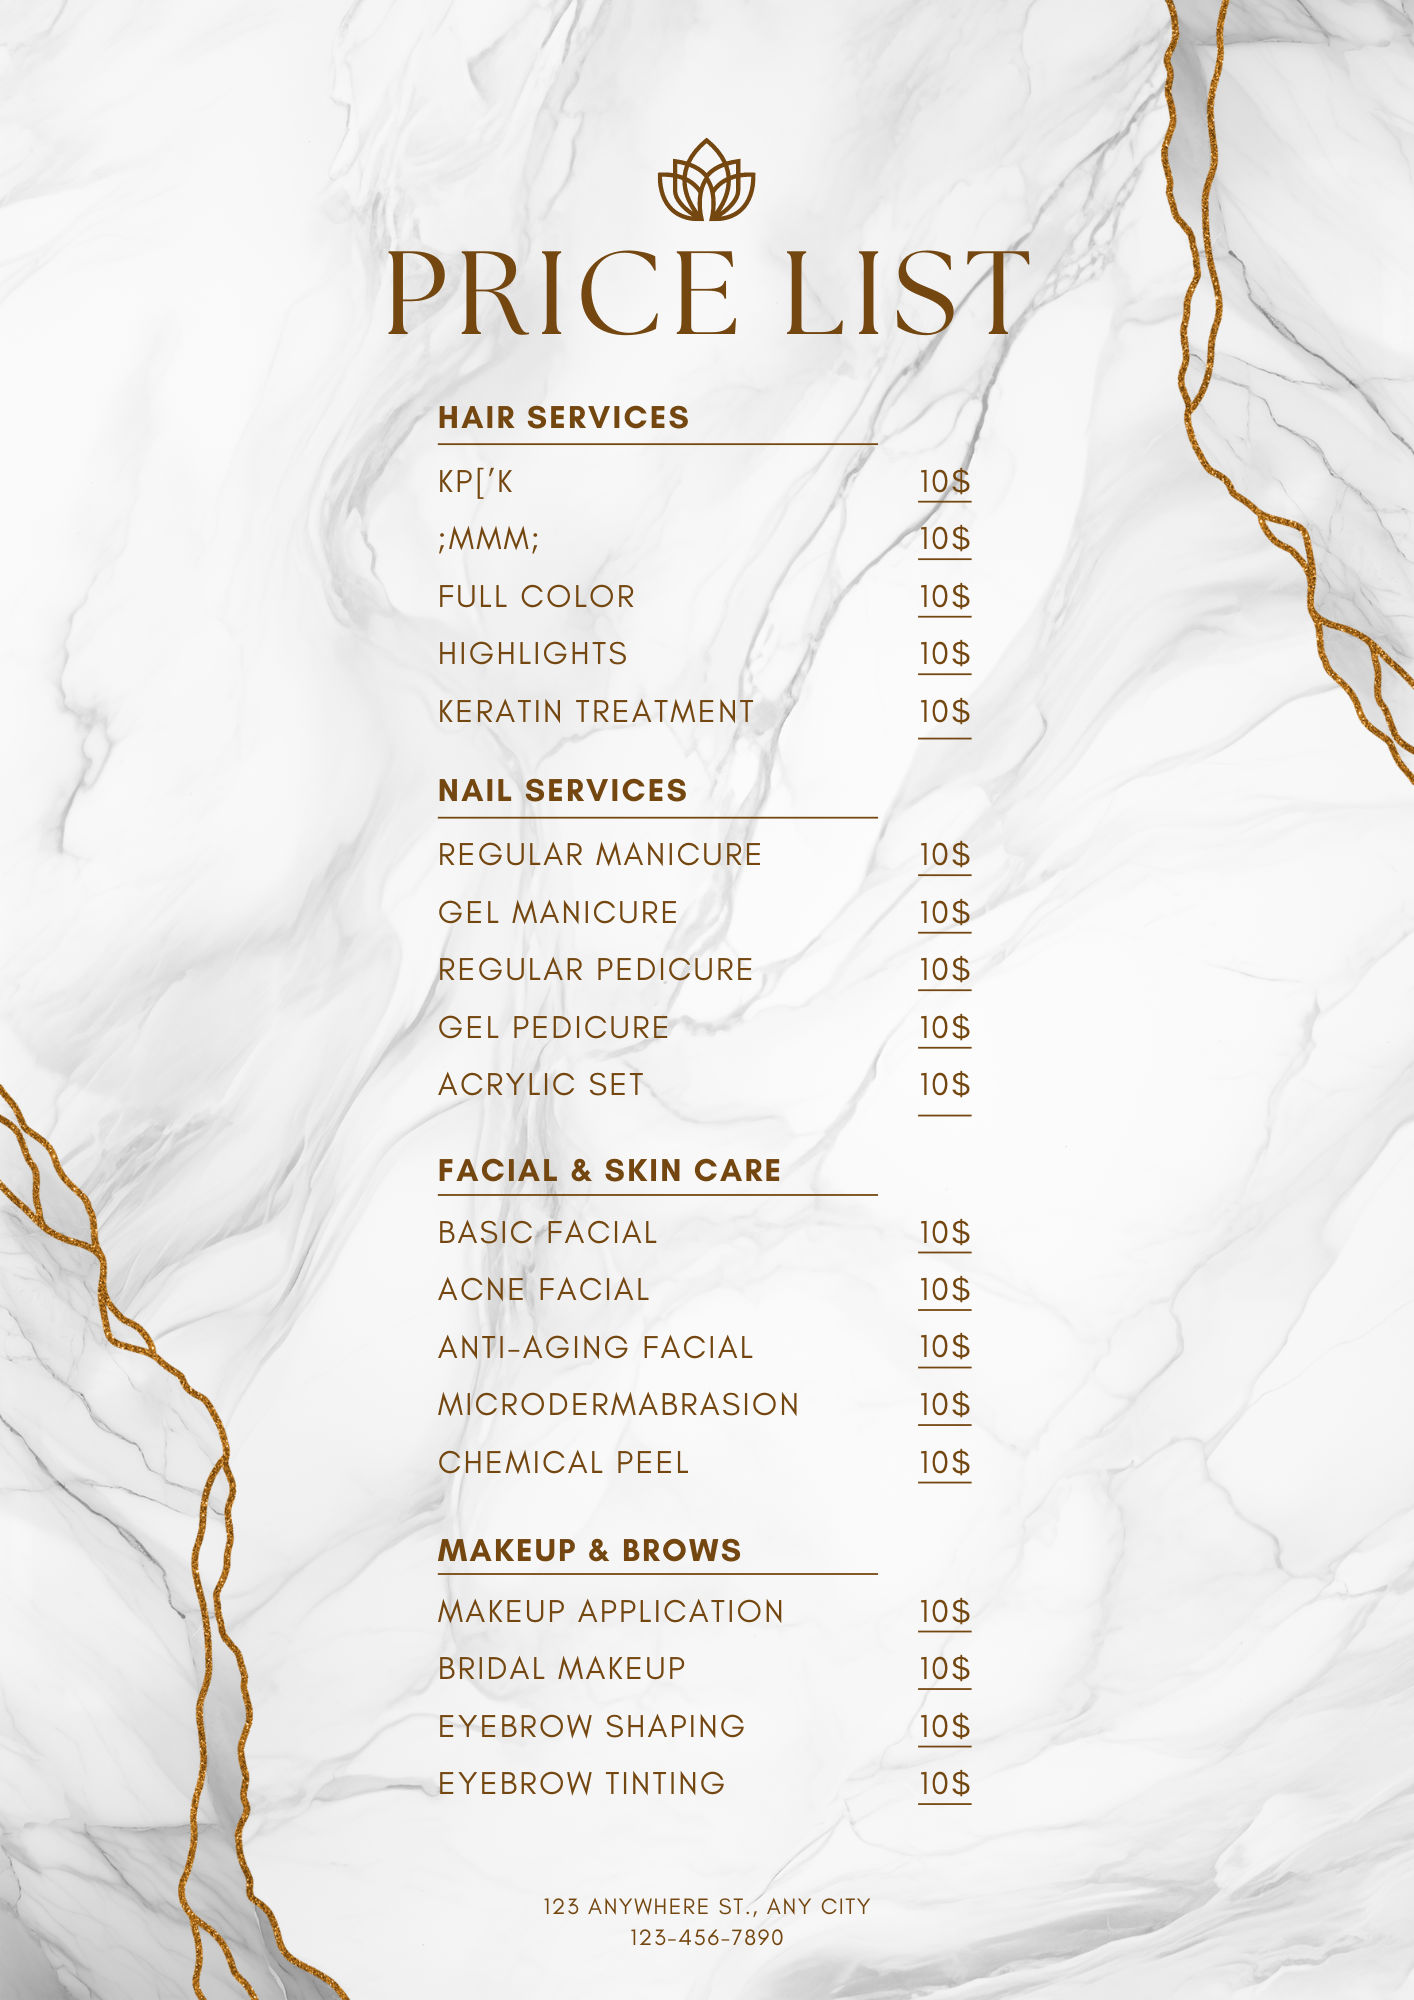 PRICE LIST
HAIR SERVICES
KP[’K 10$
;MMM; 10$
FULL COLOR 10$
HIGHLIGHTS 10$
KERATIN TREATMENT 10$
NAIL SERVICES
REGULAR MANICURE 10$
GEL MANICURE 10$
REGULAR PEDICURE 10$
GEL PEDICURE 10$
ACRYLIC SET 10$
FACIAL & SKIN CARE
BASIC FACIAL 10$
ACNE FACIAL 10$
ANTI-AGING FACIAL 10$
MICRODERMABRASION 10$
CHEMICAL PEEL 10$
MAKEUP & BROWS
MAKEUP APPLICATION 10$
BRIDAL MAKEUP 10$
EYEBROW SHAPING 10$
EYEBROW TINTING 10$
123 ANYWHERE ST., ANY CITY
123-456-7890